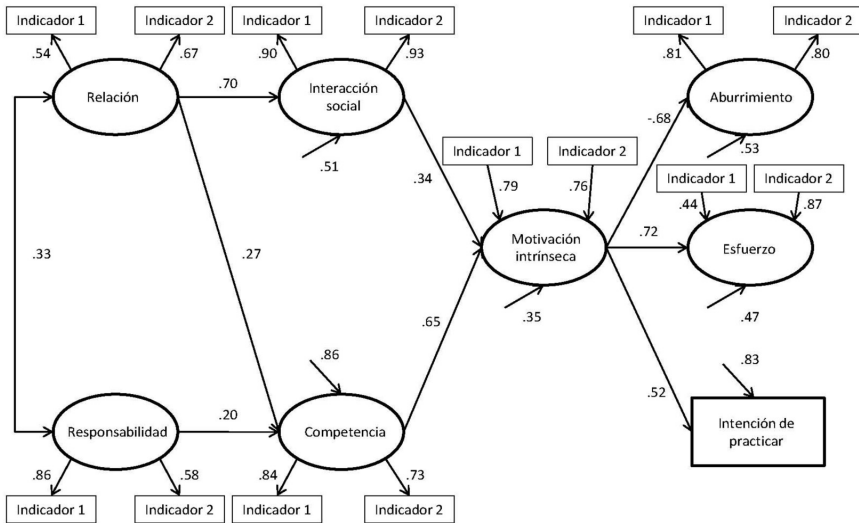 Indicador 1
Indicador 2
Indicador 1
Indicador 2
Indicador 1
Indicador 2
.54
.67
.90
.93
.81
.80
Relación
.70
Interacción
social
Aburrimiento
.51
.34
-.68
.53
Indicador 1
Indicador 2
Indicador 1
Indicador 2
.79
.76
.44
.87
.33
.27
Motivación
intrínseca
.72
Esfuerzo
.65
.35
.47
.86
.52
.83
Responsabilidad
.20
Competencia
Intención de
practicar
.86
.58
.84
.73
Indicador 1
Indicador 2
Indicador 1
Indicador 2